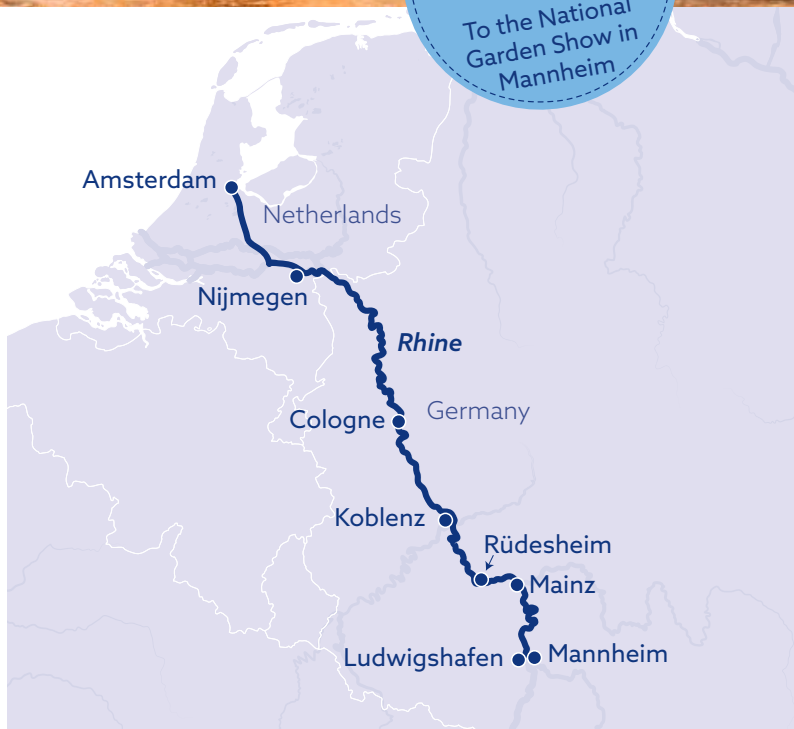 To the National
Garden Show in
Mannheim
Amsterdam
Netherlands
Nijmegen
Rhine
Cologne
Germany
Koblenz
Rüdesheim
Mainz
Ludwigshafen
Mannheim